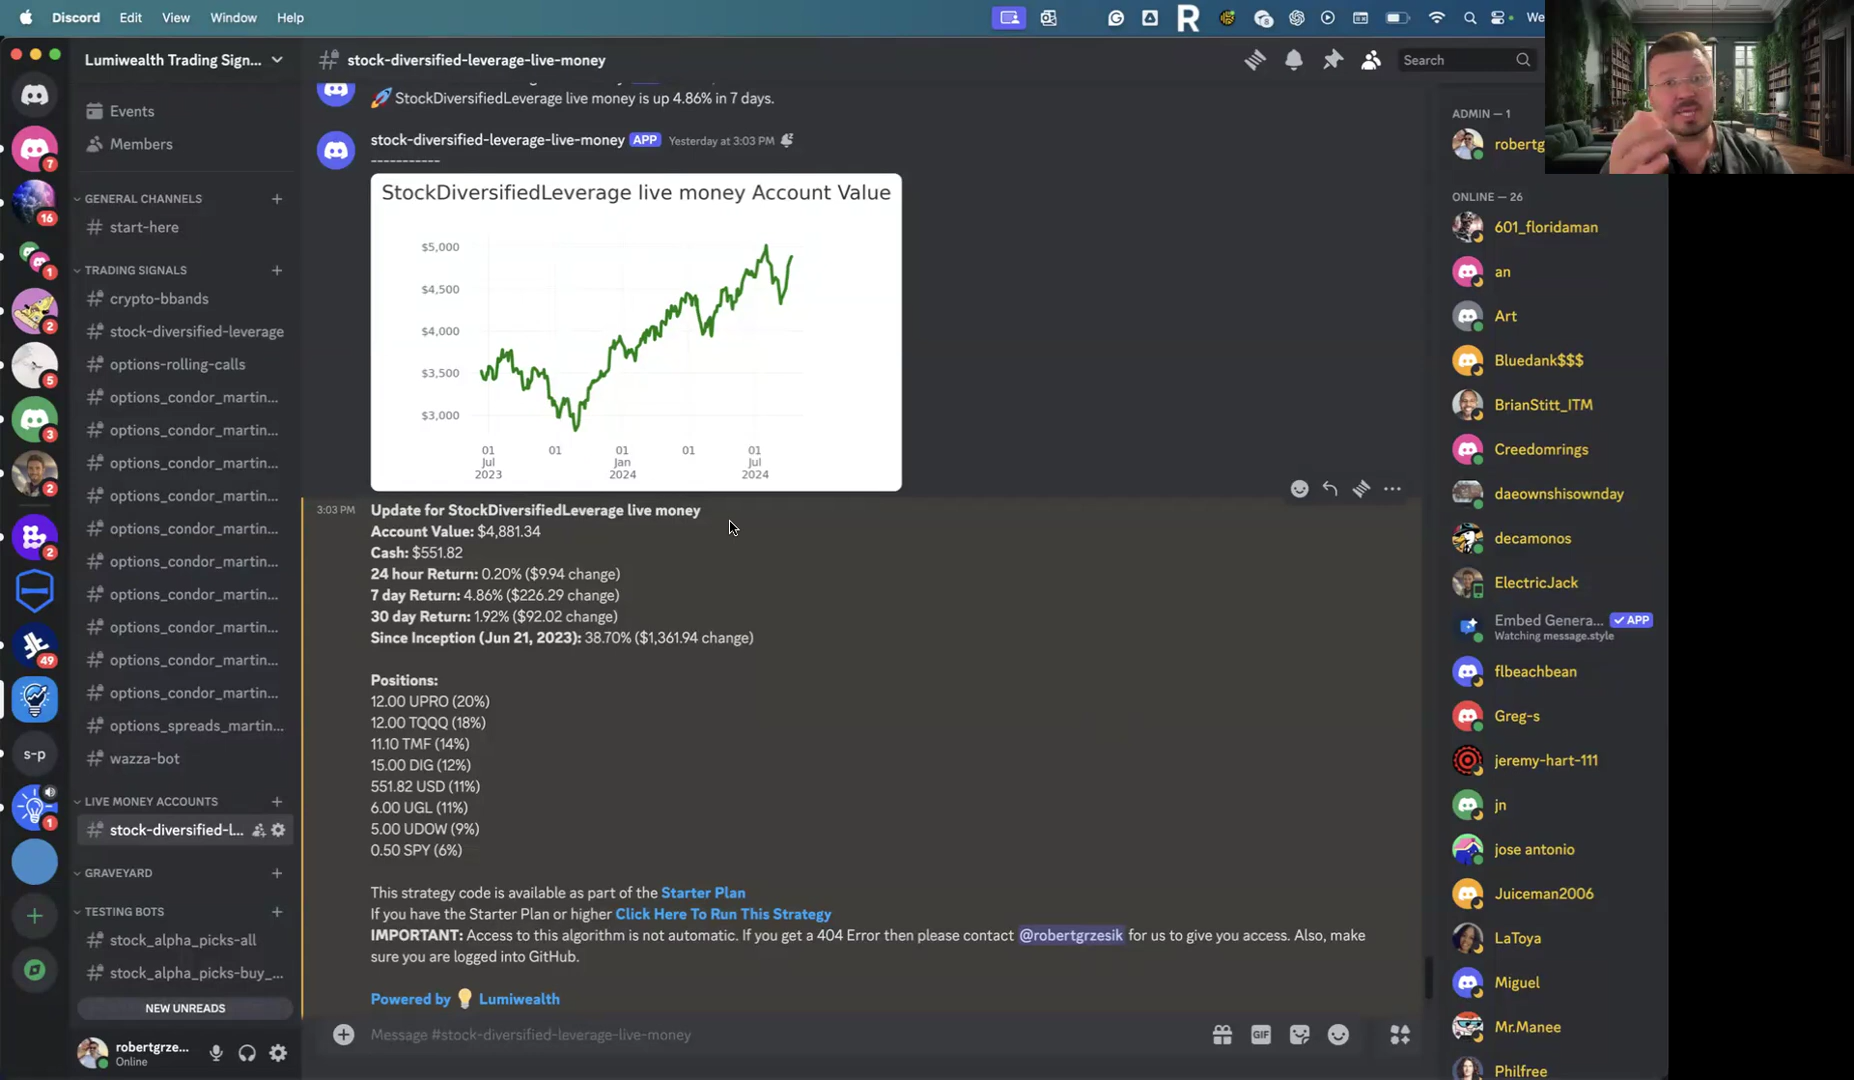 Discord Edit View Window Help
We
Lumiwealth Trading Sign...
Events
Members
GENERAL CHANNELS
start-here
TRADING SIGNALS
crypto-bbands
stock-diversified-leverage
options-rolling-calls
options_condor_martin...
options_condor_martin...
options_condor_martin...
options_condor_martin...
options_condor_martin...
options_condor_martin...
options_condor_martin...
options_condor_martin...
options_condor_martin...
options_condor_martin...
options_spreads_martin...
wazza-bot
LIVE MONEY ACCOUNTS
stock-diversified-l...
GRAVEYARD
TESTING BOTS
stock_alpha_picks-all
stock_alpha_picks-buy_...
NEW UNREADS
robertgrze...
Online
7
16
1
2
5
3
2
2
49
s-p
1
stock-diversified-leverage-live-money
Search
🚀 StockDiversifiedLeverage live money is up 4.86% in 7 days.
stock-diversified-leverage-live-money APP Yesterday at 3:03 PM
-----------
StockDiversifiedLeverage live money Account Value
$5,000
$4,500
$4,000
$3,500
$3,000
01 01 01 01 01
Jul Jan Jul
2023 2024 2024
3:03 PM Update for StockDiversifiedLeverage live money
Account Value: $4,881.34
Cash: $551.82
24 hour Return: 0.20% ($9.94 change)
7 day Return: 4.86% ($226.29 change)
30 day Return: 1.92% ($92.02 change)
Since Inception (Jun 21, 2023): 38.70% ($1,361.94 change)
Positions:
12.00 UPRO (20%)
12.00 TQQQ (18%)
11.10 TMF (14%)
15.00 DIG (12%)
551.82 USD (11%)
6.00 UGL (11%)
5.00 UDOW (9%)
0.50 SPY (6%)
This strategy code is available as part of the Starter Plan
If you have the Starter Plan or higher Click Here To Run This Strategy
IMPORTANT: Access to this algorithm is not automatic. If you get a 404 Error then please contact @robertgrzesik for us to give you access. Also, make
sure you are logged into GitHub.
Powered by 💡 Lumiwealth
Message #stock-diversified-leverage-live-money
GIF
ADMIN — 1
robertg
ONLINE — 26
601_floridaman
an
Art
Bluedank$$$
BrianStitt_ITM
Creedomrings
daeownshisownday
decamonos
ElectricJack
Embed Genera... ✓ APP
Watching message.style
flbeachbean
Greg-s
jeremy-hart-111
jn
jose antonio
Juiceman2006
LaToya
Miguel
Mr.Manee
Philfree